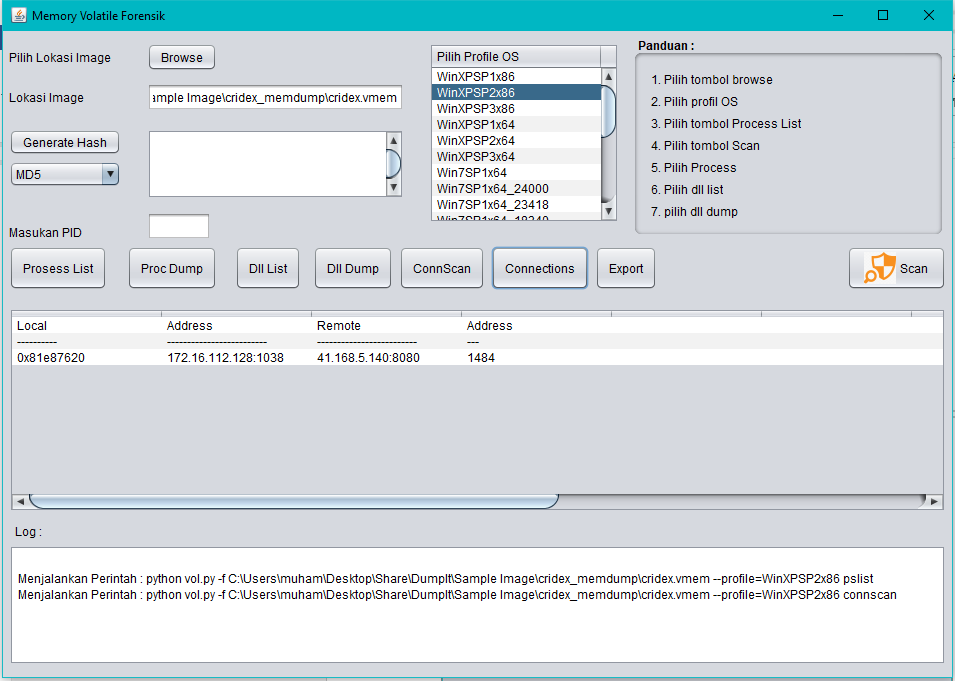 Memory Volatile Forensik
Pilih Lokasi Image
Browse
Lokasi Image
ample Image\cridex_memdump\cridex.vmem
Generate Hash
MD5
Masukan PID
Pilih Profile OS
WinXPSP1x86
WinXPSP2x86
WinXPSP3x86
WinXPSP1x64
WinXPSP2x64
WinXPSP3x64
Win7SP1x64
Win7SP1x64_24000
Win7SP1x64_23418
Win7SP1x64_18340
Panduan :
1. Pilih tombol browse
2. Pilih profil OS
3. Pilih tombol Process List
4. Pilih tombol Scan
5. Pilih Process
6. Pilih dll list
7. pilih dll dump
Prosess List Proc Dump Dll List Dll Dump ConnScan Connections Export Scan
Local Address Remote Address
---------- ------------------------- ------------------------- ---
0x81e87620 172.16.112.128:1038 41.168.5.140:8080 1484
Log :
Menjalankan Perintah : python vol.py -f C:\Users\muham\Desktop\Share\DumpIt\Sample Image\cridex_memdump\cridex.vmem --profile=WinXPSP2x86 pslist
Menjalankan Perintah : python vol.py -f C:\Users\muham\Desktop\Share\DumpIt\Sample Image\cridex_memdump\cridex.vmem --profile=WinXPSP2x86 connscan